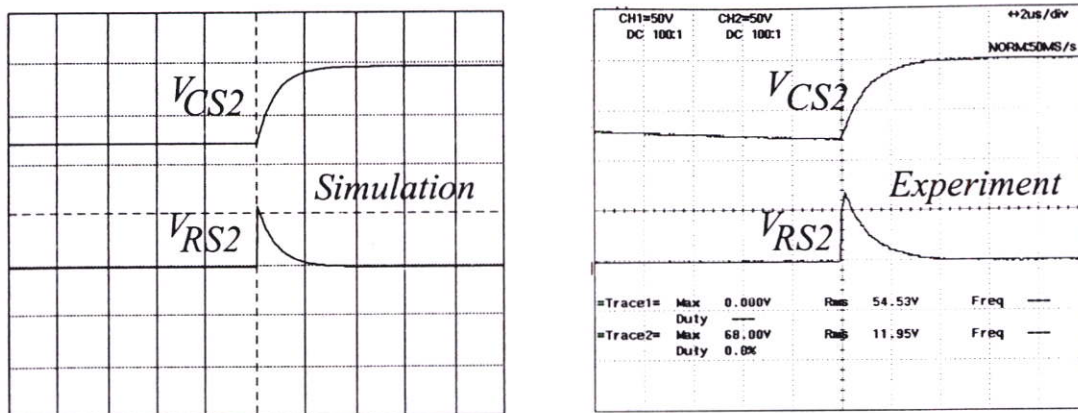 V_CS2
Simulation
V_RS2
CH1=50V CH2=50V ↔2us/div
DC 100:1 DC 100:1
NORM:50MS/s
V_CS2
Experiment
V_RS2
=Trace1= Max 0.000V Rms 54.53V Freq ---
Duty ---
=Trace2= Max 68.00V Rms 11.95V Freq ---
Duty 0.8%